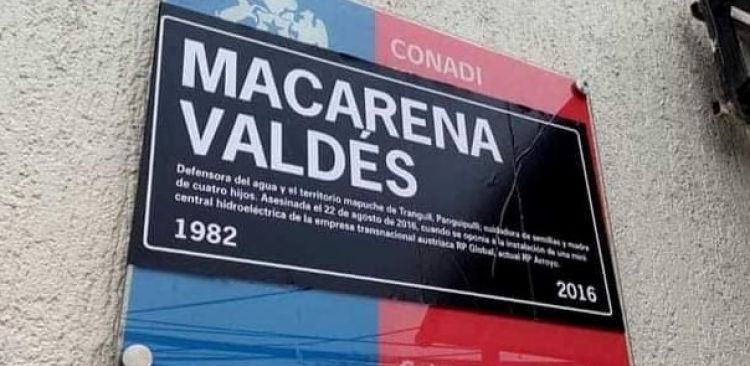 CONADI
MACARENA
VALDÉS
Defensora del agua y el territorio mapuche de Tranguil, Panguipulli, cuidadora de semillas y madre
de cuatro hijos. Asesinada el 22 de agosto de 2016, cuando se oponía a la instalación de una mini
central hidroeléctrica de la empresa transnacional austriaca RP Global, actual RP Arroyo.
1982
2016